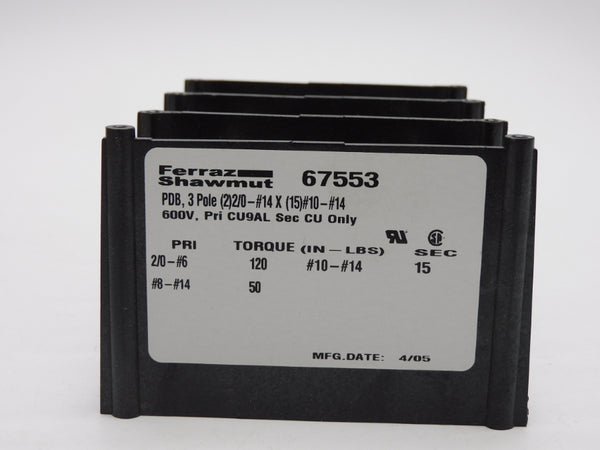 Ferraz Shawmut 67553
PDB, 3 Pole (2)2/0-#14 X (15)#10-#14
600V, Pri CU9AL Sec CU Only
PRI TORQUE (IN-LBS) SEC
2/0-#6 120 #10-#14 15
#8-#14 50
MFG.DATE: 4/05